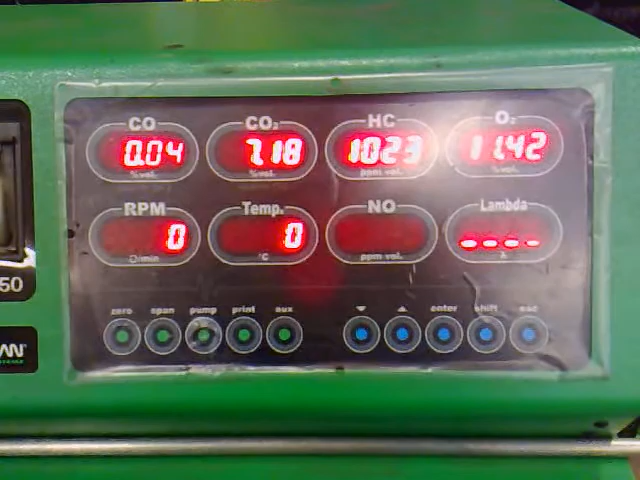 CO CO₂ HC O₂
0.04 7.18 1023 11.42
%vol. %vol. ppm vol. %vol.
RPM Temp. NO Lambda
0 0 ----
O/min °C ppm vol. λ
50
zero span pump print aux ▼ ▲ enter shift esc